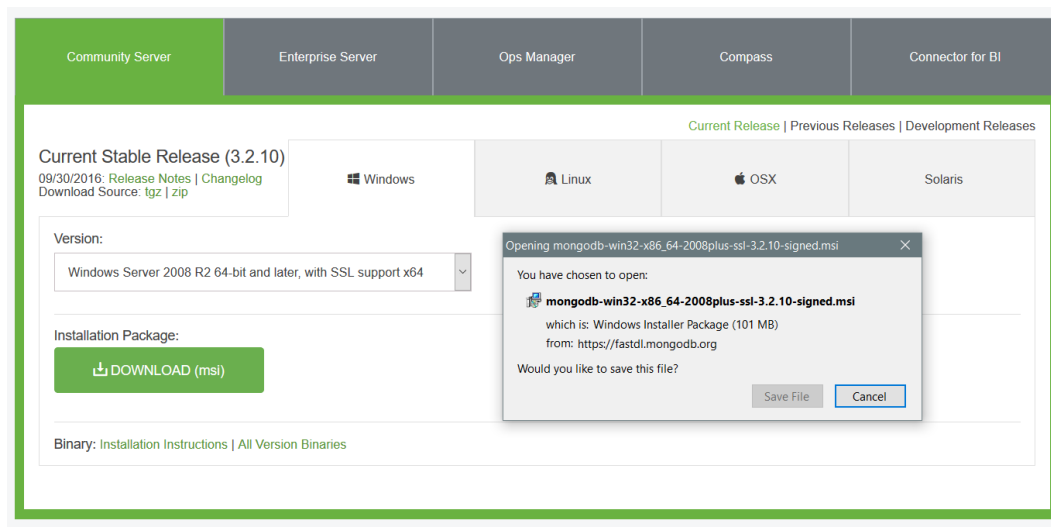 Community Server
Enterprise Server
Ops Manager
Compass
Connector for BI
Current Release | Previous Releases | Development Releases
Current Stable Release (3.2.10)
09/30/2016: Release Notes | Changelog
Download Source: tgz | zip
Windows
Linux
OSX
Solaris
Version:
Windows Server 2008 R2 64-bit and later, with SSL support x64
Installation Package:
DOWNLOAD (msi)
Binary: Installation Instructions | All Version Binaries
Opening mongodb-win32-x86_64-2008plus-ssl-3.2.10-signed.msi
You have chosen to open:
mongodb-win32-x86_64-2008plus-ssl-3.2.10-signed.msi
which is: Windows Installer Package (101 MB)
from: https://fastdl.mongodb.org
Would you like to save this file?
Save File
Cancel